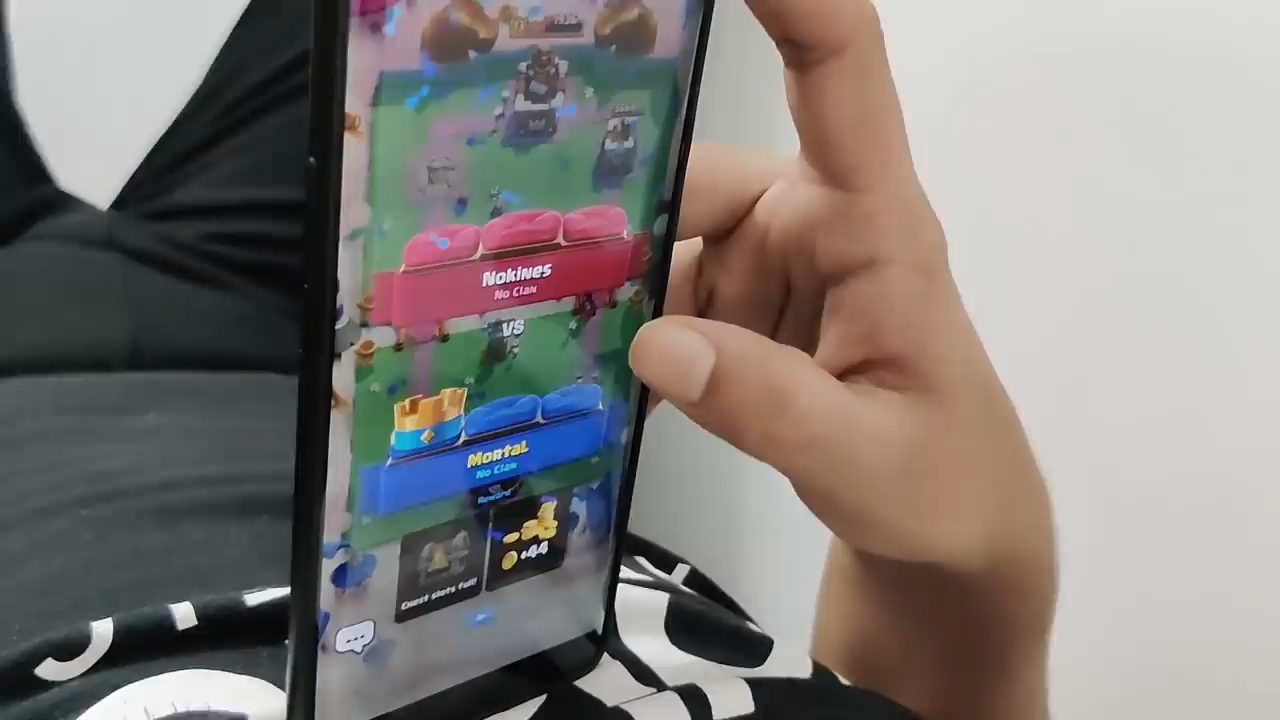 Nokines
No Clan
VS
Mortal
No Clan
Reward
Chest slots full!
+44